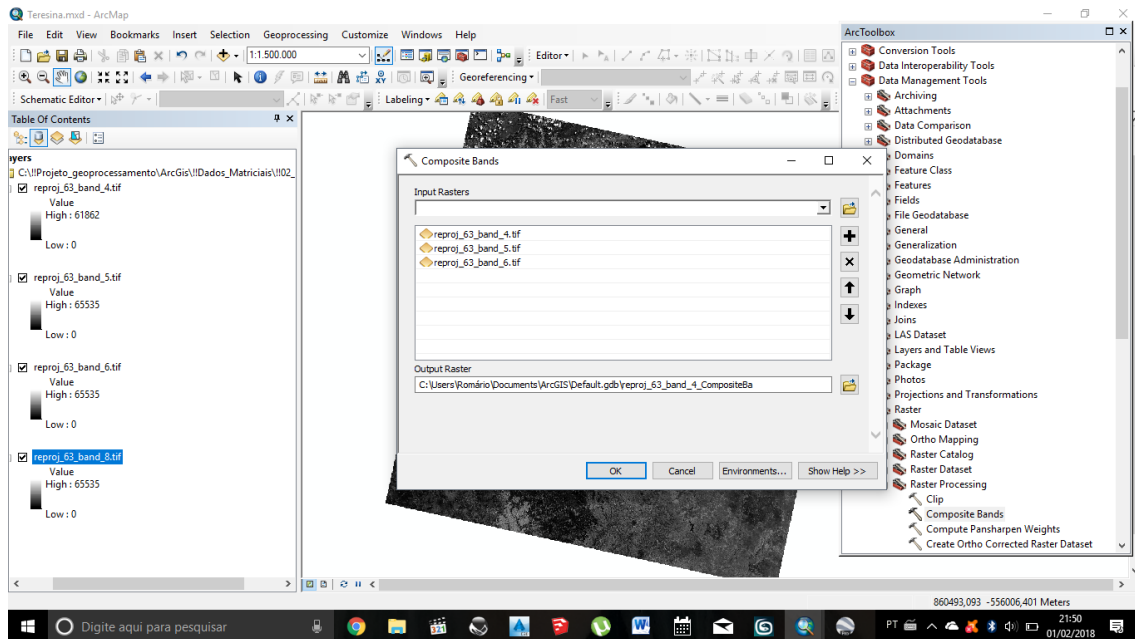 Teresina.mxd - ArcMap
File Edit View Bookmarks Insert Selection Geoprocessing Customize Windows Help
1:1.500.000
Editor
Georeferencing
Schematic Editor
Labeling
Fast
Table Of Contents
ayers
C:\!!Projeto_geoprocessamento\ArcGis\!!Dados_Matriciais\!!02_
reproj_63_band_4.tif
Value
High : 61862
Low : 0
reproj_63_band_5.tif
Value
High : 65535
Low : 0
reproj_63_band_6.tif
Value
High : 65535
Low : 0
reproj_63_band_8.tif
Value
High : 65535
Low : 0
Composite Bands
Input Rasters
reproj_63_band_4.tif
reproj_63_band_5.tif
reproj_63_band_6.tif
Output Raster
C:\Users\Romário\Documents\ArcGIS\Default.gdb\reproj_63_band_4_CompositeBa
OK Cancel Environments... Show Help >>
ArcToolbox
Conversion Tools
Data Interoperability Tools
Data Management Tools
Archiving
Attachments
Data Comparison
Distributed Geodatabase
Domains
Feature Class
Features
Fields
File Geodatabase
General
Generalization
Geodatabase Administration
Geometric Network
Graph
Indexes
Joins
LAS Dataset
Layers and Table Views
Package
Photos
Projections and Transformations
Raster
Mosaic Dataset
Ortho Mapping
Raster Catalog
Raster Dataset
Raster Processing
Clip
Composite Bands
Compute Pansharpen Weights
Create Ortho Corrected Raster Dataset
860493,093 -556006,401 Meters
Digite aqui para pesquisar
PT
21:50
01/02/2018